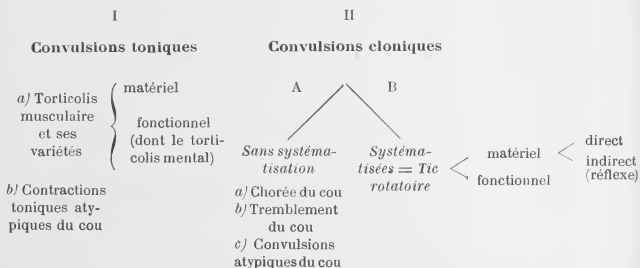 I
Convulsions toniques
a) Torticolis
musculaire
et ses
variétés
matériel
fonctionnel
(dont le torti-
colis mental)
b) Contractions
toniques aty-
piques du cou
II
Convulsions cloniques
A
B
Sans systéma-
tisation
a) Chorée du cou
b) Tremblement
du cou
c) Convulsions
atypiques du cou
Systéma-
tisées = Tic
rotatoire
matériel
fonctionnel
direct
indirect
(réflexe)